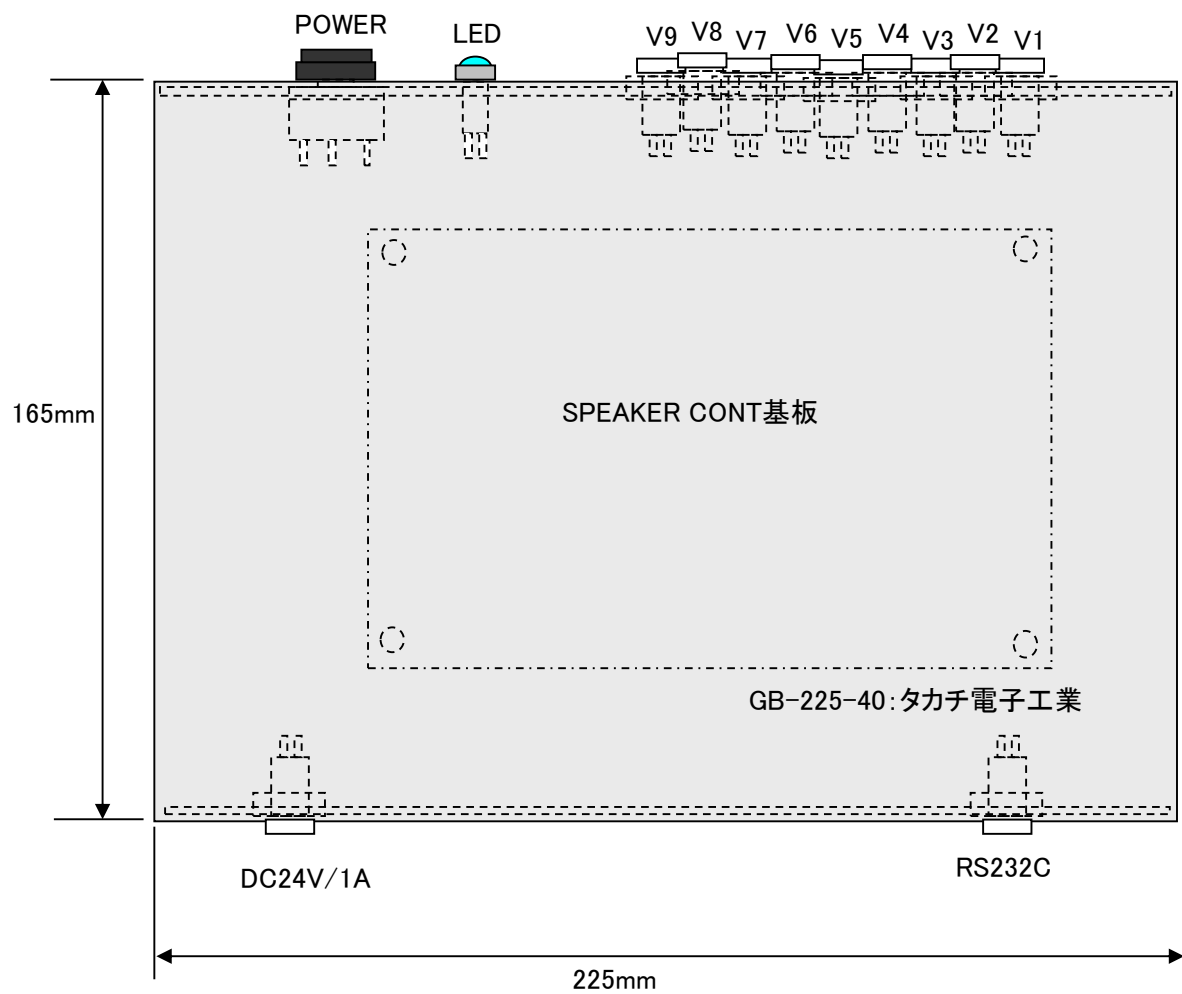 POWER
LED
V9 V8 V7 V6 V5 V4 V3 V2 V1
165mm
SPEAKER CONT基板
GB-225-40：タカチ電子工業
DC24V/1A
RS232C
225mm